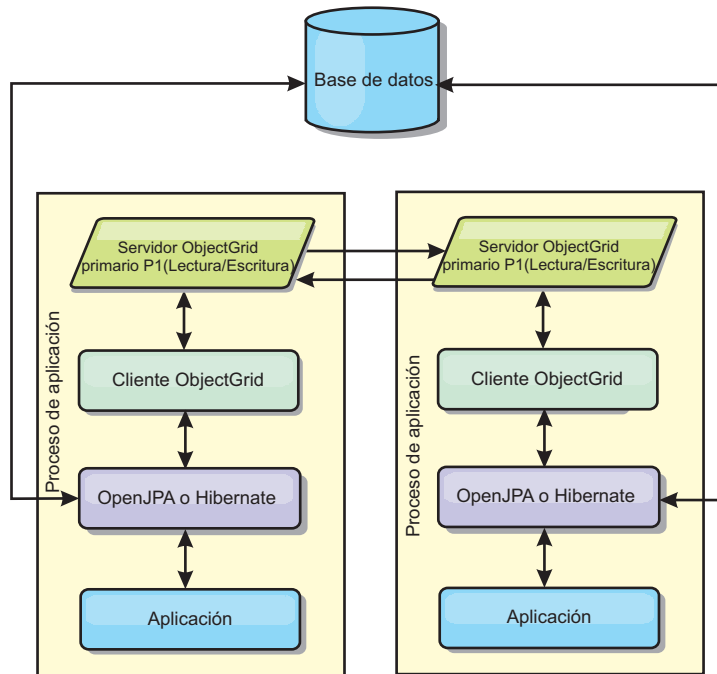 Base de datos
Servidor ObjectGrid
primario P1(Lectura/Escritura)
Cliente ObjectGrid
OpenJPA o Hibernate
Aplicación
Proceso de aplicación
Servidor ObjectGrid
primario P1(Lectura/Escritura)
Cliente ObjectGrid
OpenJPA o Hibernate
Aplicación
Proceso de aplicación